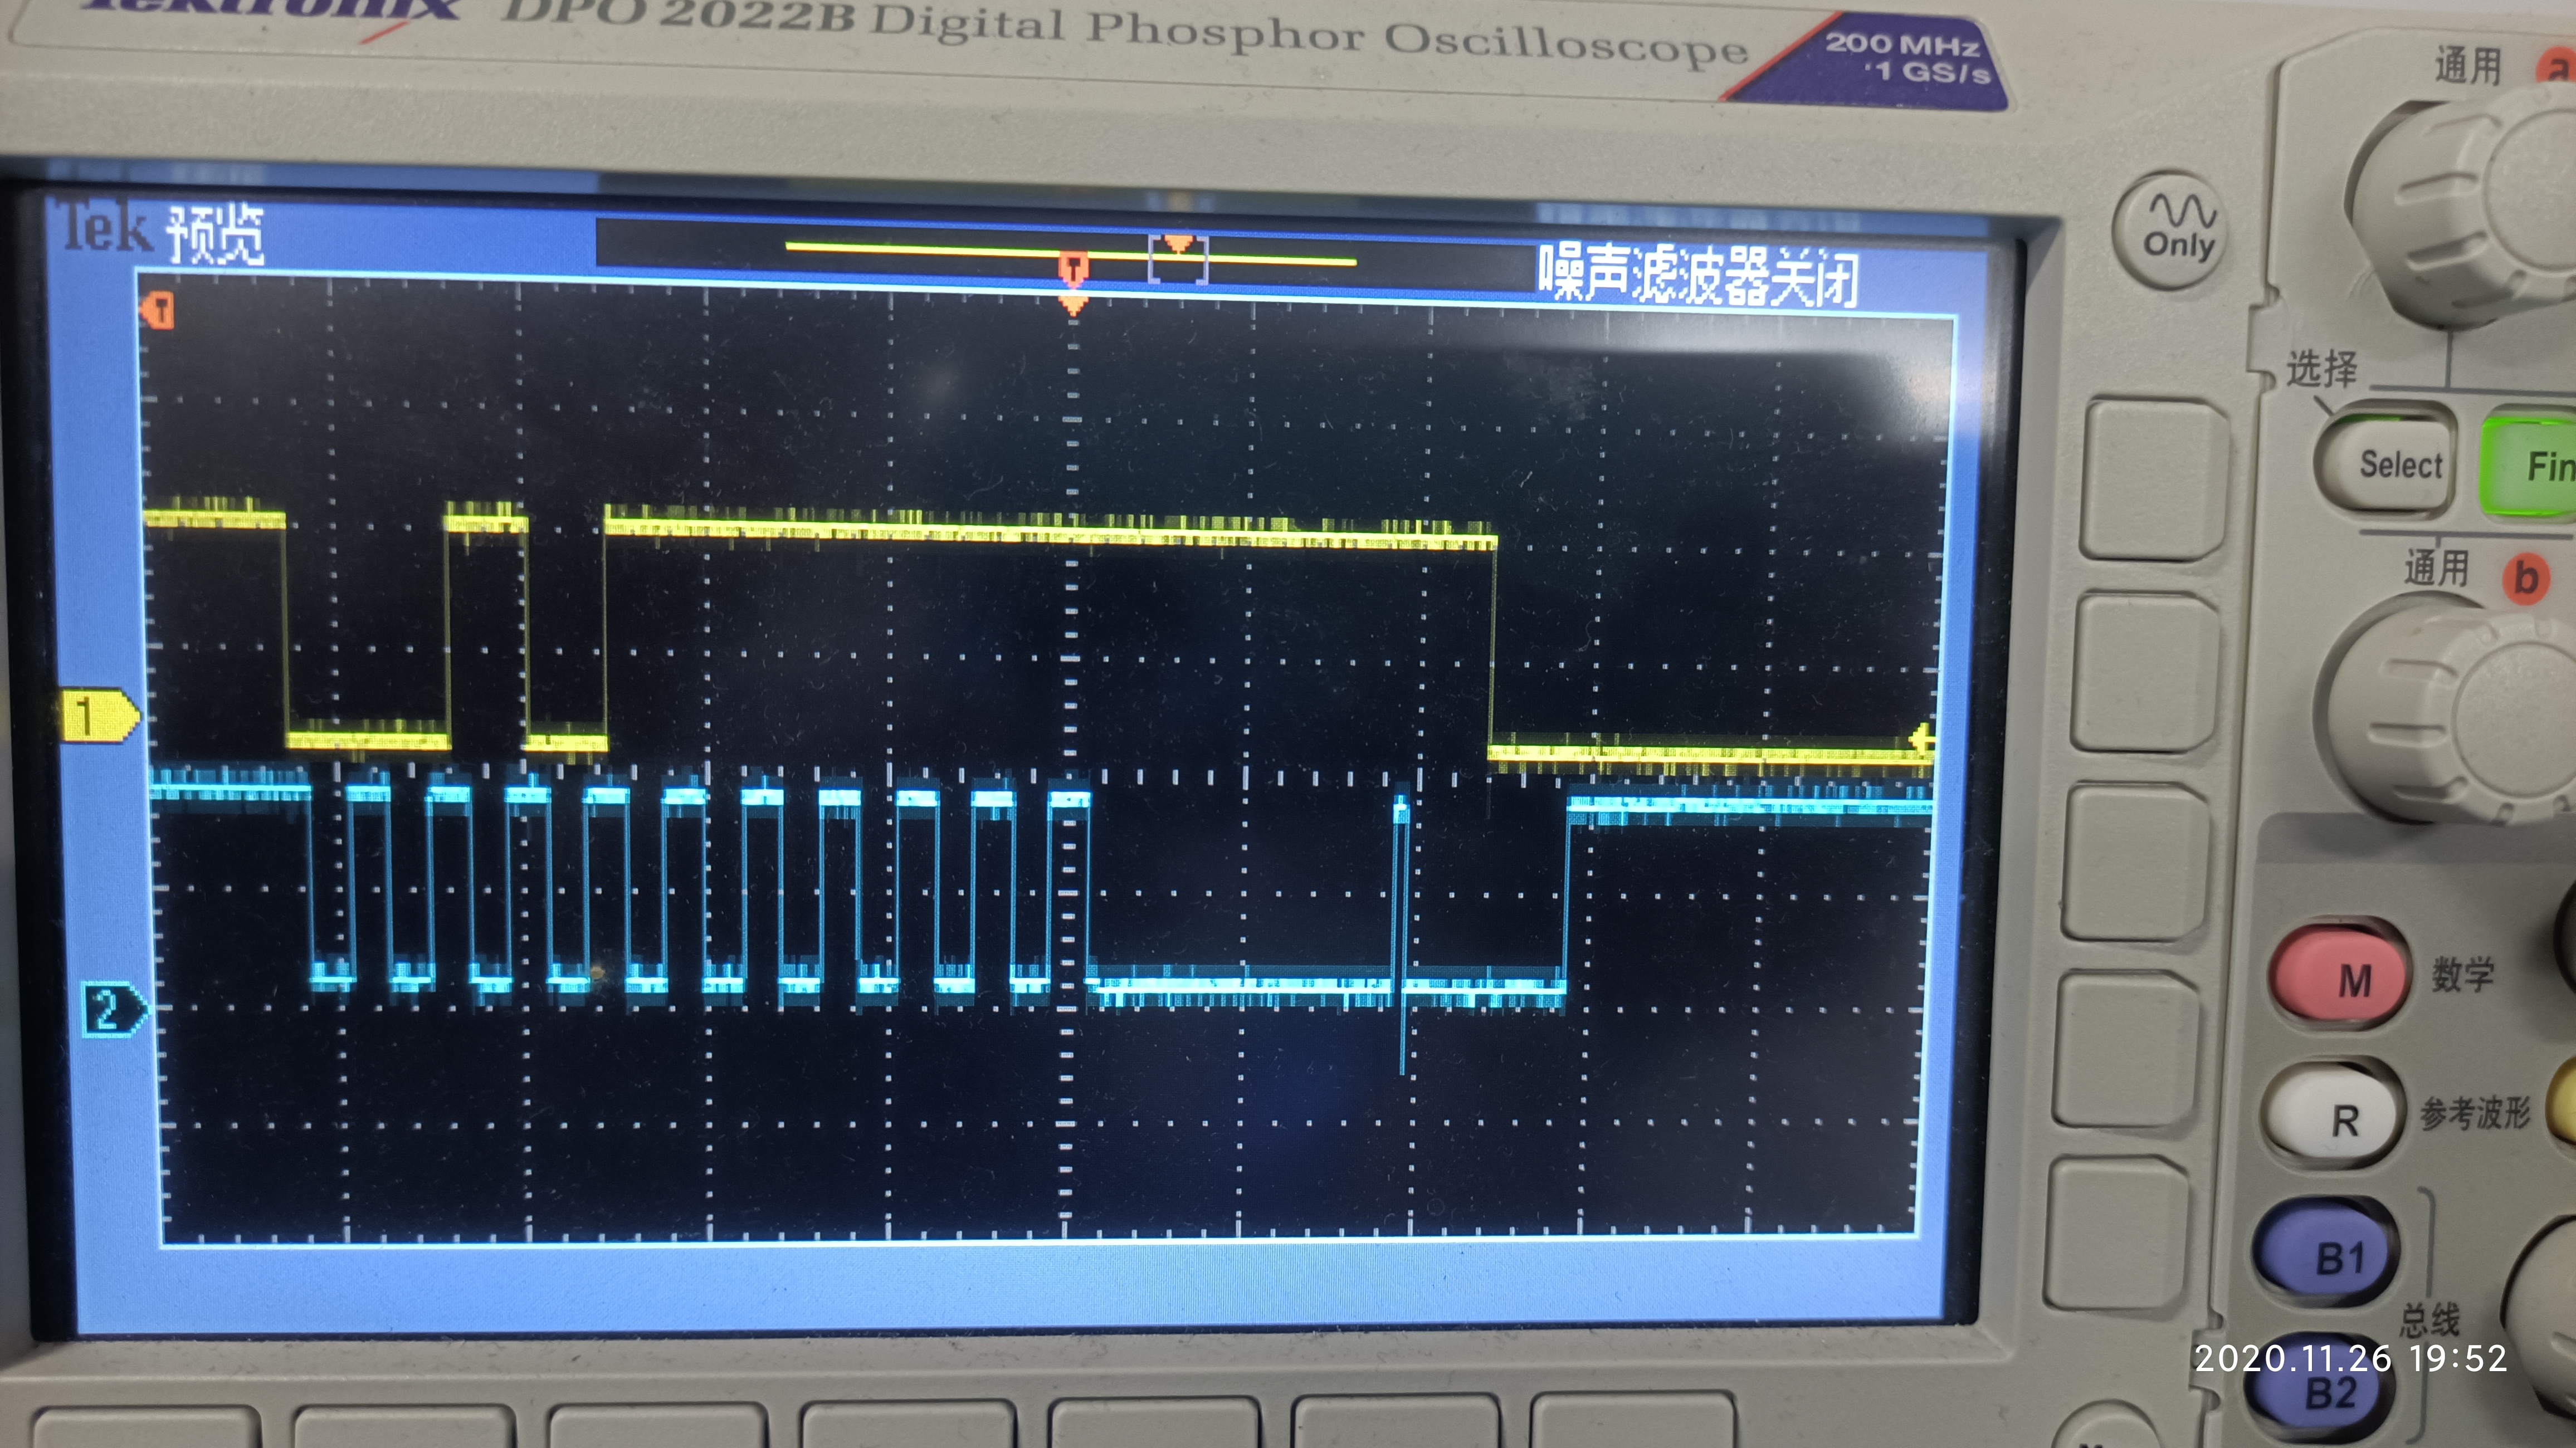 Tektronix DPO 2022B Digital Phosphor Oscilloscope
200 MHz
1 GS/s
通用 a
Only
Tek 预览
噪声滤波器关闭
T
T
选择
Select
Fin
通用 b
1
2
M 数学
R 参考波形
B1
总线
B2
2020.11.26 19:52